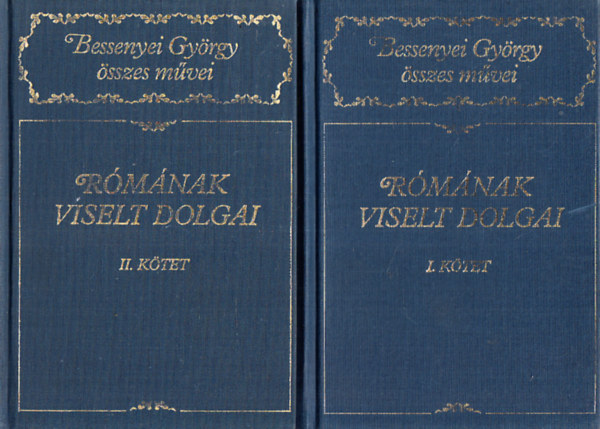 Bessenyei György
összes művei
RÓMÁNAK
VISELT DOLGAI
II. KÖTET
Bessenyei György
összes művei
RÓMÁNAK
VISELT DOLGAI
I. KÖTET